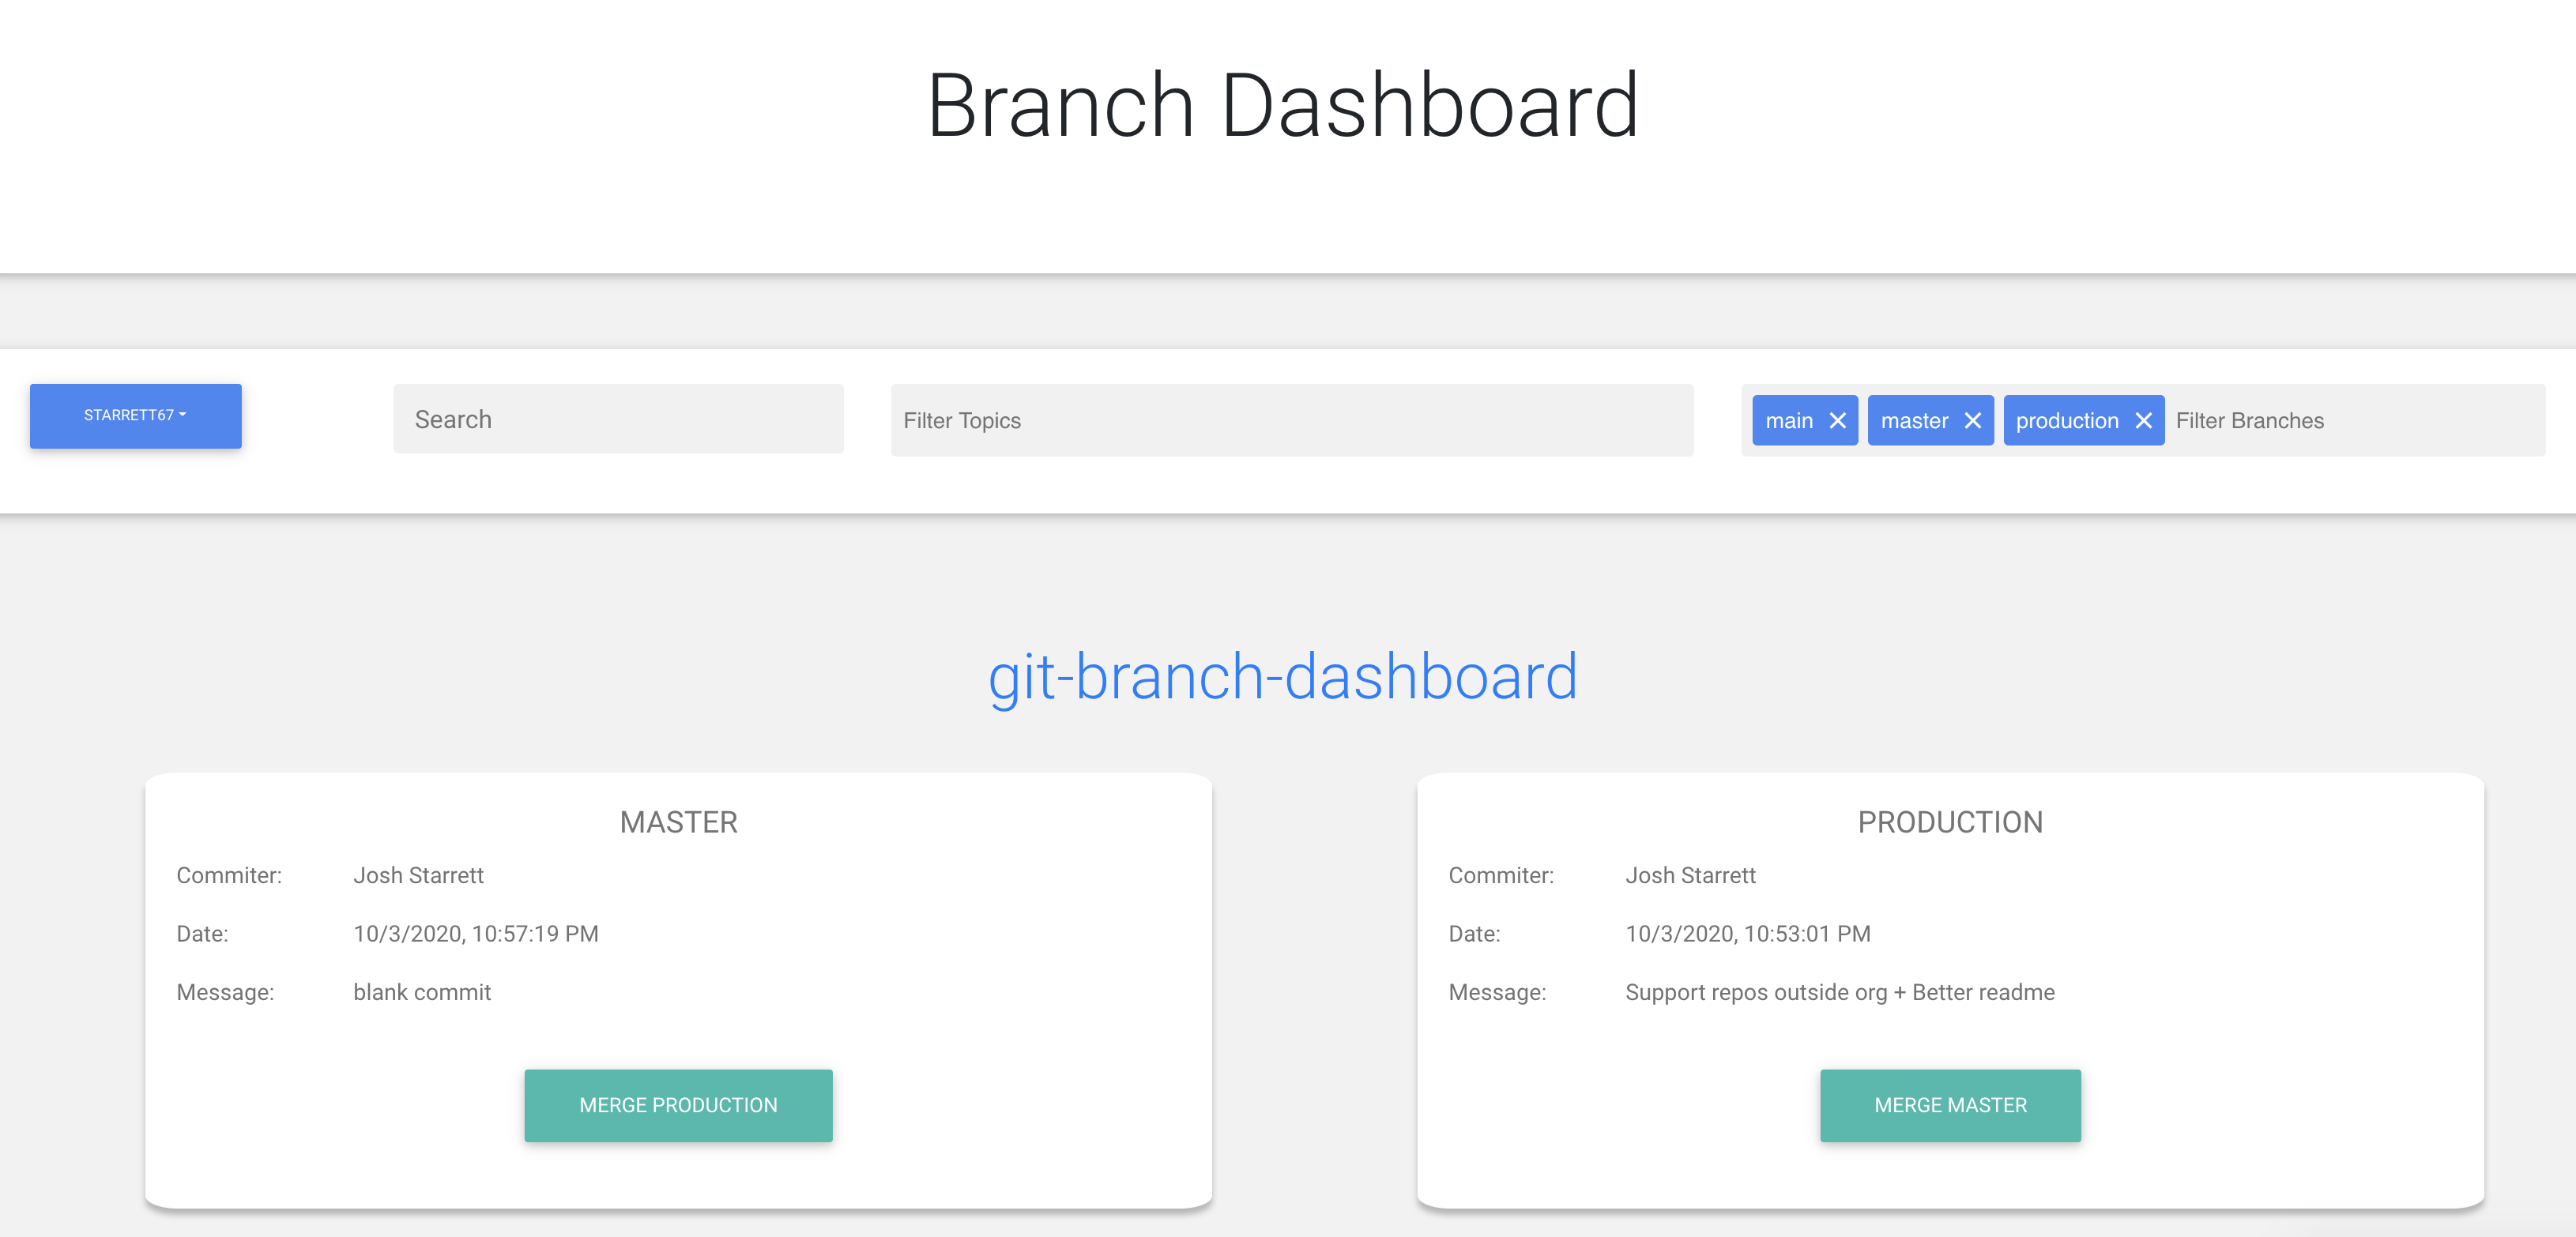 Branch Dashboard
STARRETT67
Search
Filter Topics
main
master
production
Filter Branches
git-branch-dashboard
MASTER
Commiter: Josh Starrett
Date: 10/3/2020, 10:57:19 PM
Message: blank commit
MERGE PRODUCTION
PRODUCTION
Commiter: Josh Starrett
Date: 10/3/2020, 10:53:01 PM
Message: Support repos outside org + Better readme
MERGE MASTER